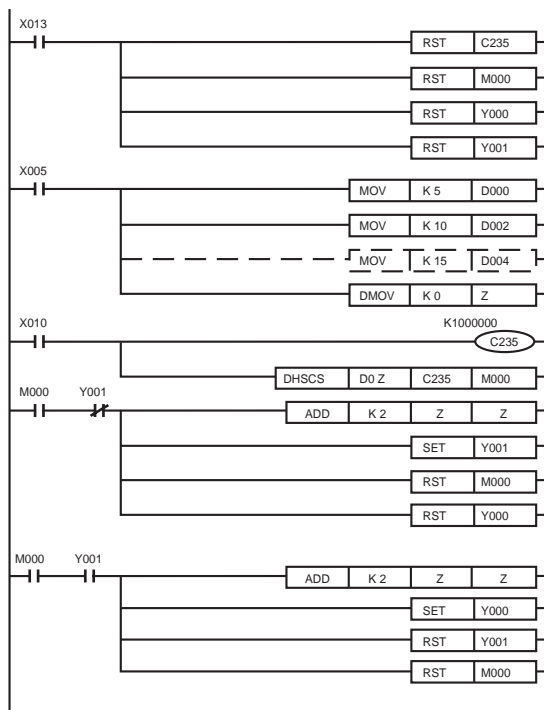 X013
RST C235
RST M000
RST Y000
RST Y001
X005
MOV K 5 D000
MOV K 10 D002
MOV K 15 D004
DMOV K 0 Z
X010 K1000000
C235
DHSCS D0 Z C235 M000
M000 Y001
ADD K 2 Z Z
SET Y001
RST M000
RST Y000
M000 Y001
ADD K 2 Z Z
SET Y000
RST Y001
RST M000